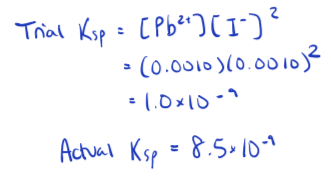 Trial Ksp = [Pb²⁺][I⁻]²
= (0.0010)(0.0010)²
= 1.0 × 10⁻⁹
Actual Ksp = 8.5 × 10⁻⁹